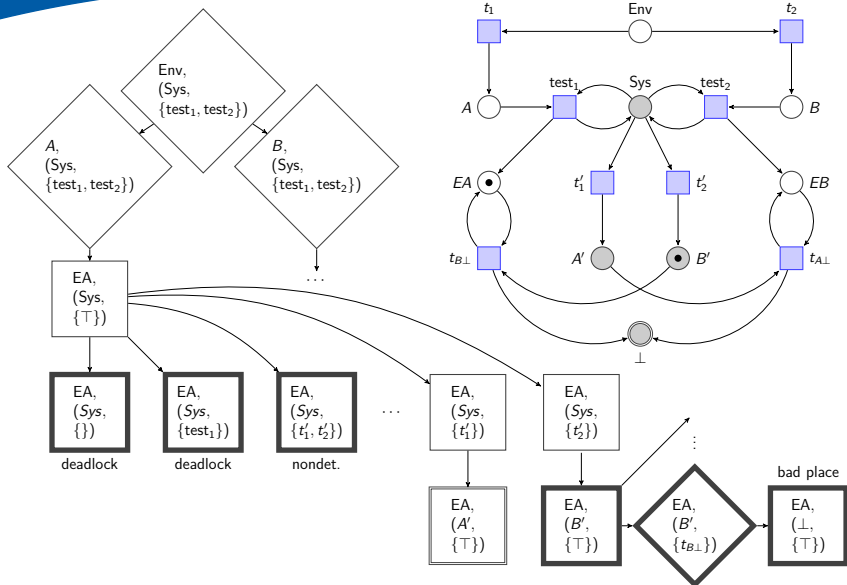 t₁
Env
t₂
Env,
(Sys,
{test₁, test₂})
A
test₁
Sys
test₂
B
A,
(Sys,
{test₁, test₂})
B,
(Sys,
{test₁, test₂})
EA
t′₁
t′₂
EB
t_B⊥
A′
B′
t_A⊥
⊥
EA,
(Sys,
{⊤})
...
EA,
(Sys,
{})
deadlock
EA,
(Sys,
{test₁})
deadlock
EA,
(Sys,
{t′₁, t′₂})
nondet.
...
EA,
(Sys,
{t′₁})
EA,
(Sys,
{t′₂})
⋮
EA,
(A′,
{⊤})
EA,
(B′,
{⊤})
EA,
(B′,
{t_B⊥})
bad place
EA,
(⊥,
{⊤})